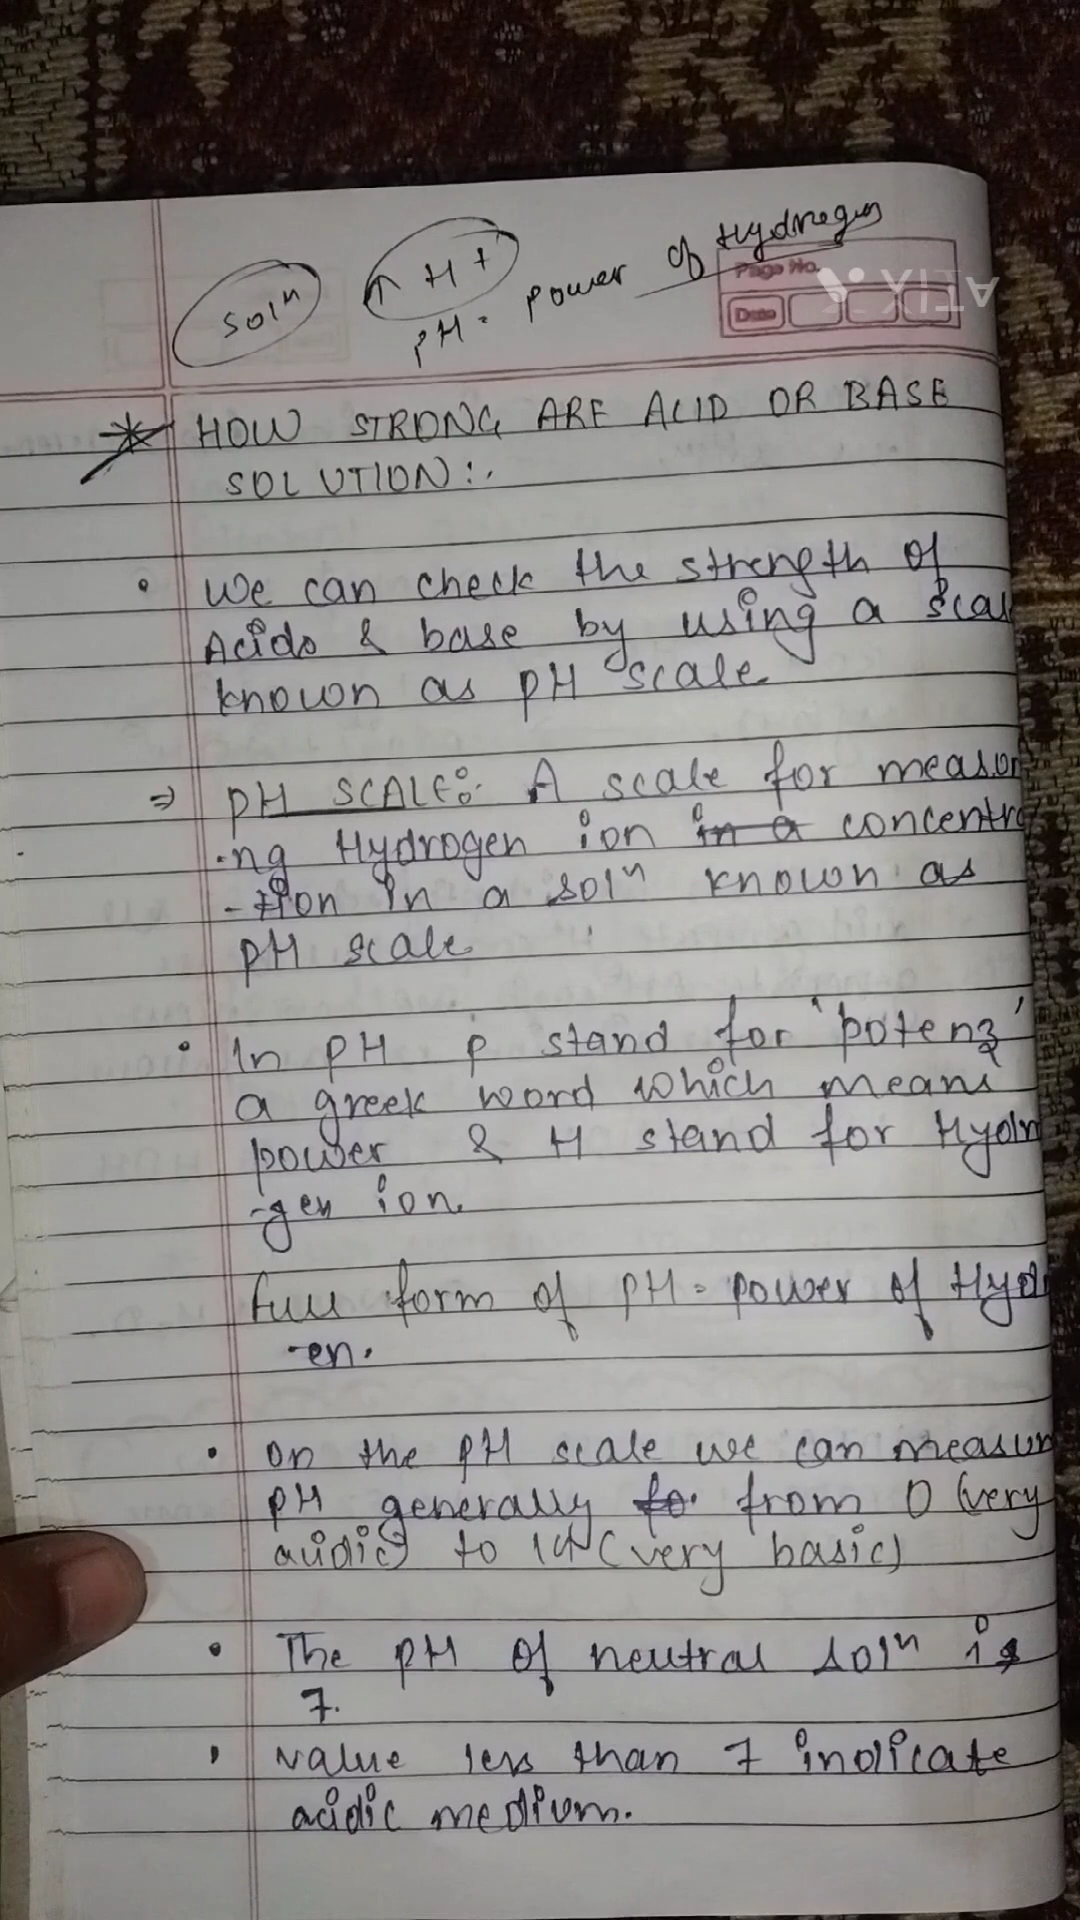 Solⁿ ↑ H+
pH = power of Hydrogen
Page No.
Date
HOW STRONG ARE ACID OR BASE
SOLUTION:.
• We can check the strength of
Acids & base by using a scal
known as pH scale
⇒ pH SCALE:. A scale for measur
-ng Hydrogen ion in a concentra
-tion in a solⁿ known as
pH scale
• In pH p stand for 'potenz'
a greek word which means
power & H stand for Hydr
-gen ion.
full form of pH = power of Hyd
-en.
• on the pH scale we can measur
pH generally from 0 (very
acidic) to 14 (very basic)
• The pH of neutral solⁿ is
7.
• value less than 7 indicate
acidic medium.